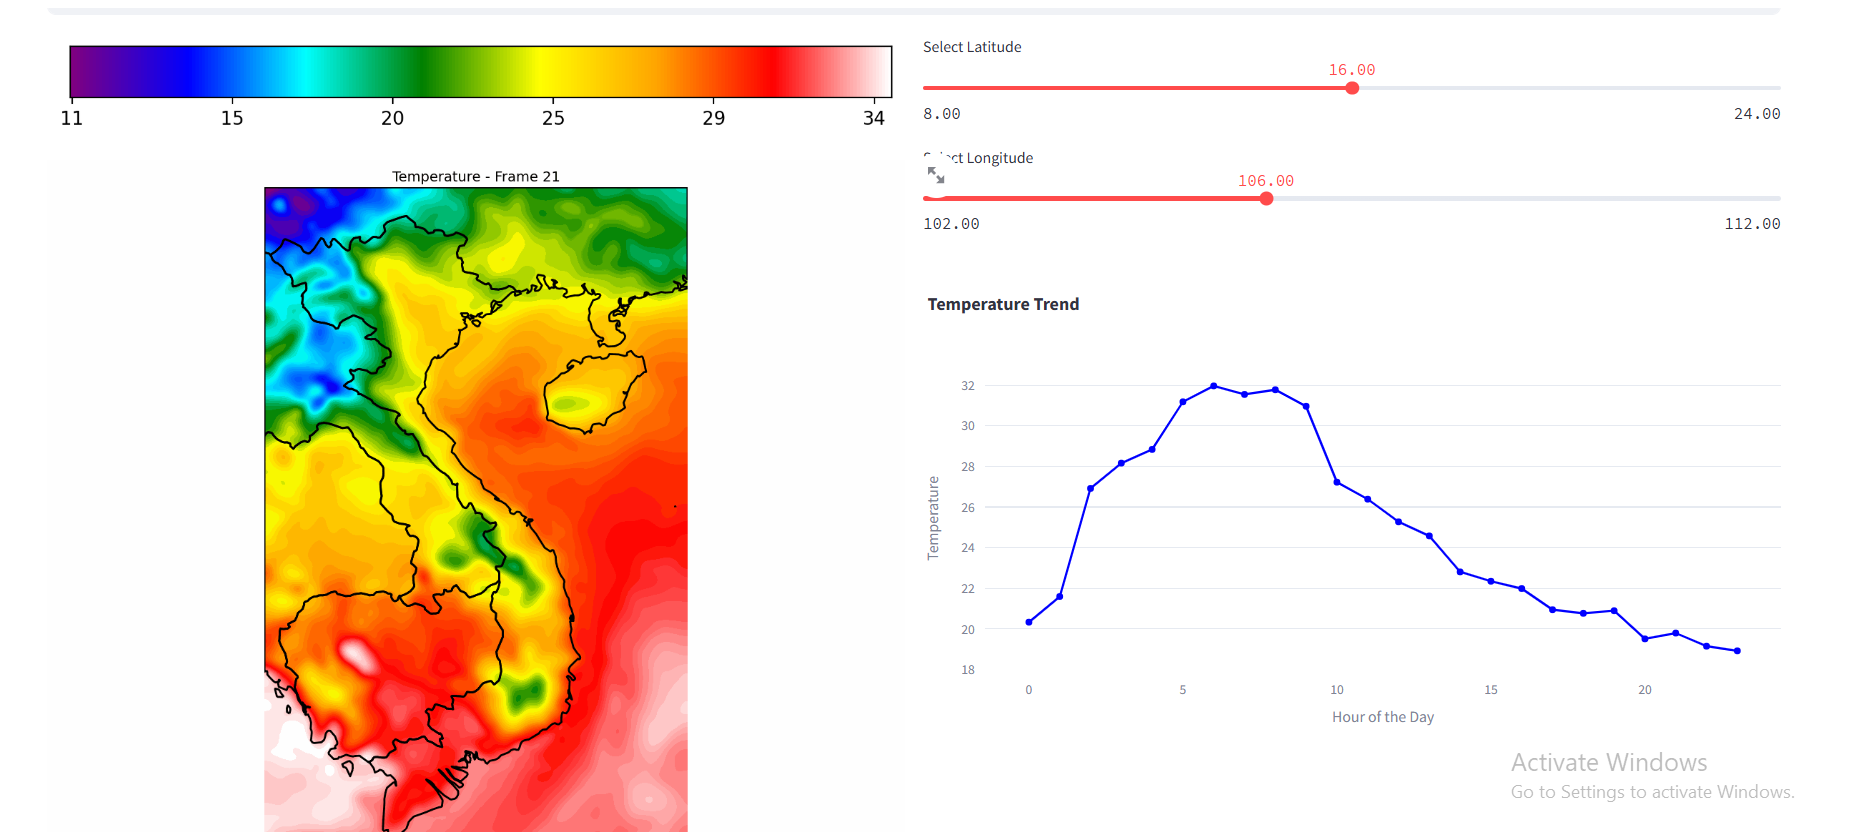 11 15 20 25 29 34
Temperature - Frame 21
Select Latitude
16.00
8.00 24.00
Select Longitude
106.00
102.00 112.00
Temperature Trend
32
30
28
26
24
22
20
18
Temperature
0 5 10 15 20
Hour of the Day
Activate Windows
Go to Settings to activate Windows.